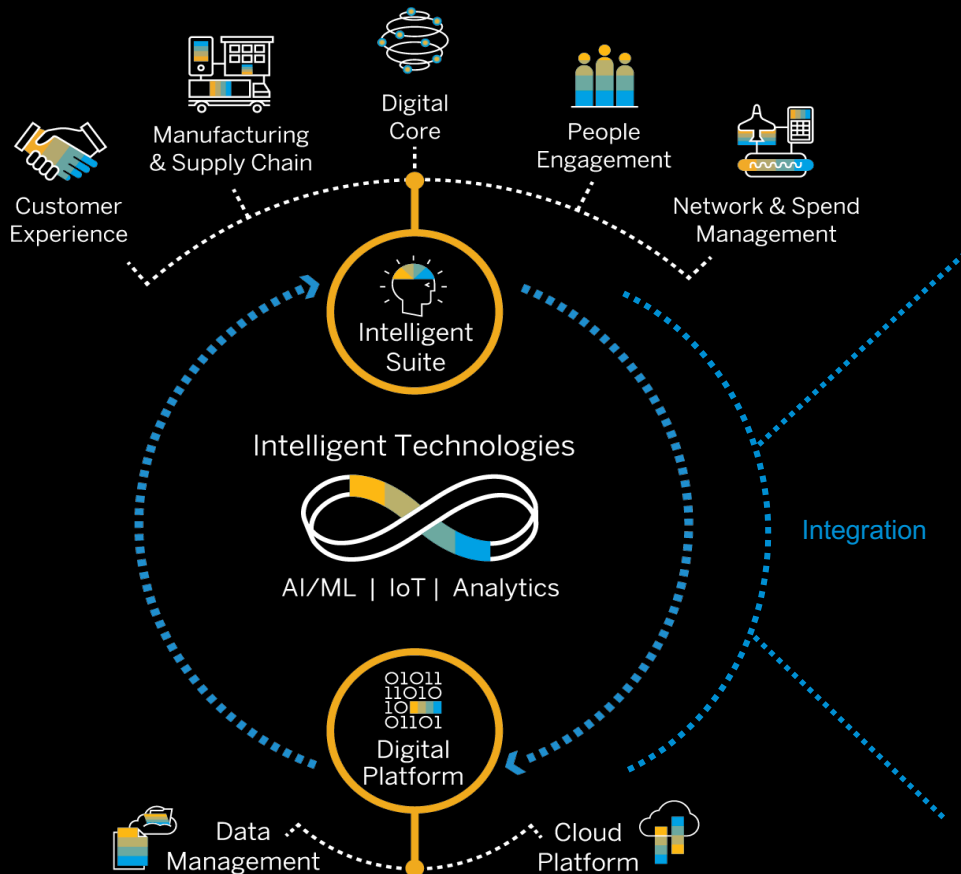 Digital
Core
Manufacturing
& Supply Chain
People
Engagement
Customer
Experience
Network & Spend
Management
Intelligent
Suite
Intelligent Technologies
AI/ML | IoT | Analytics
Integration
01011
11010
10
01101
Digital
Platform
Data
Management
Cloud
Platform